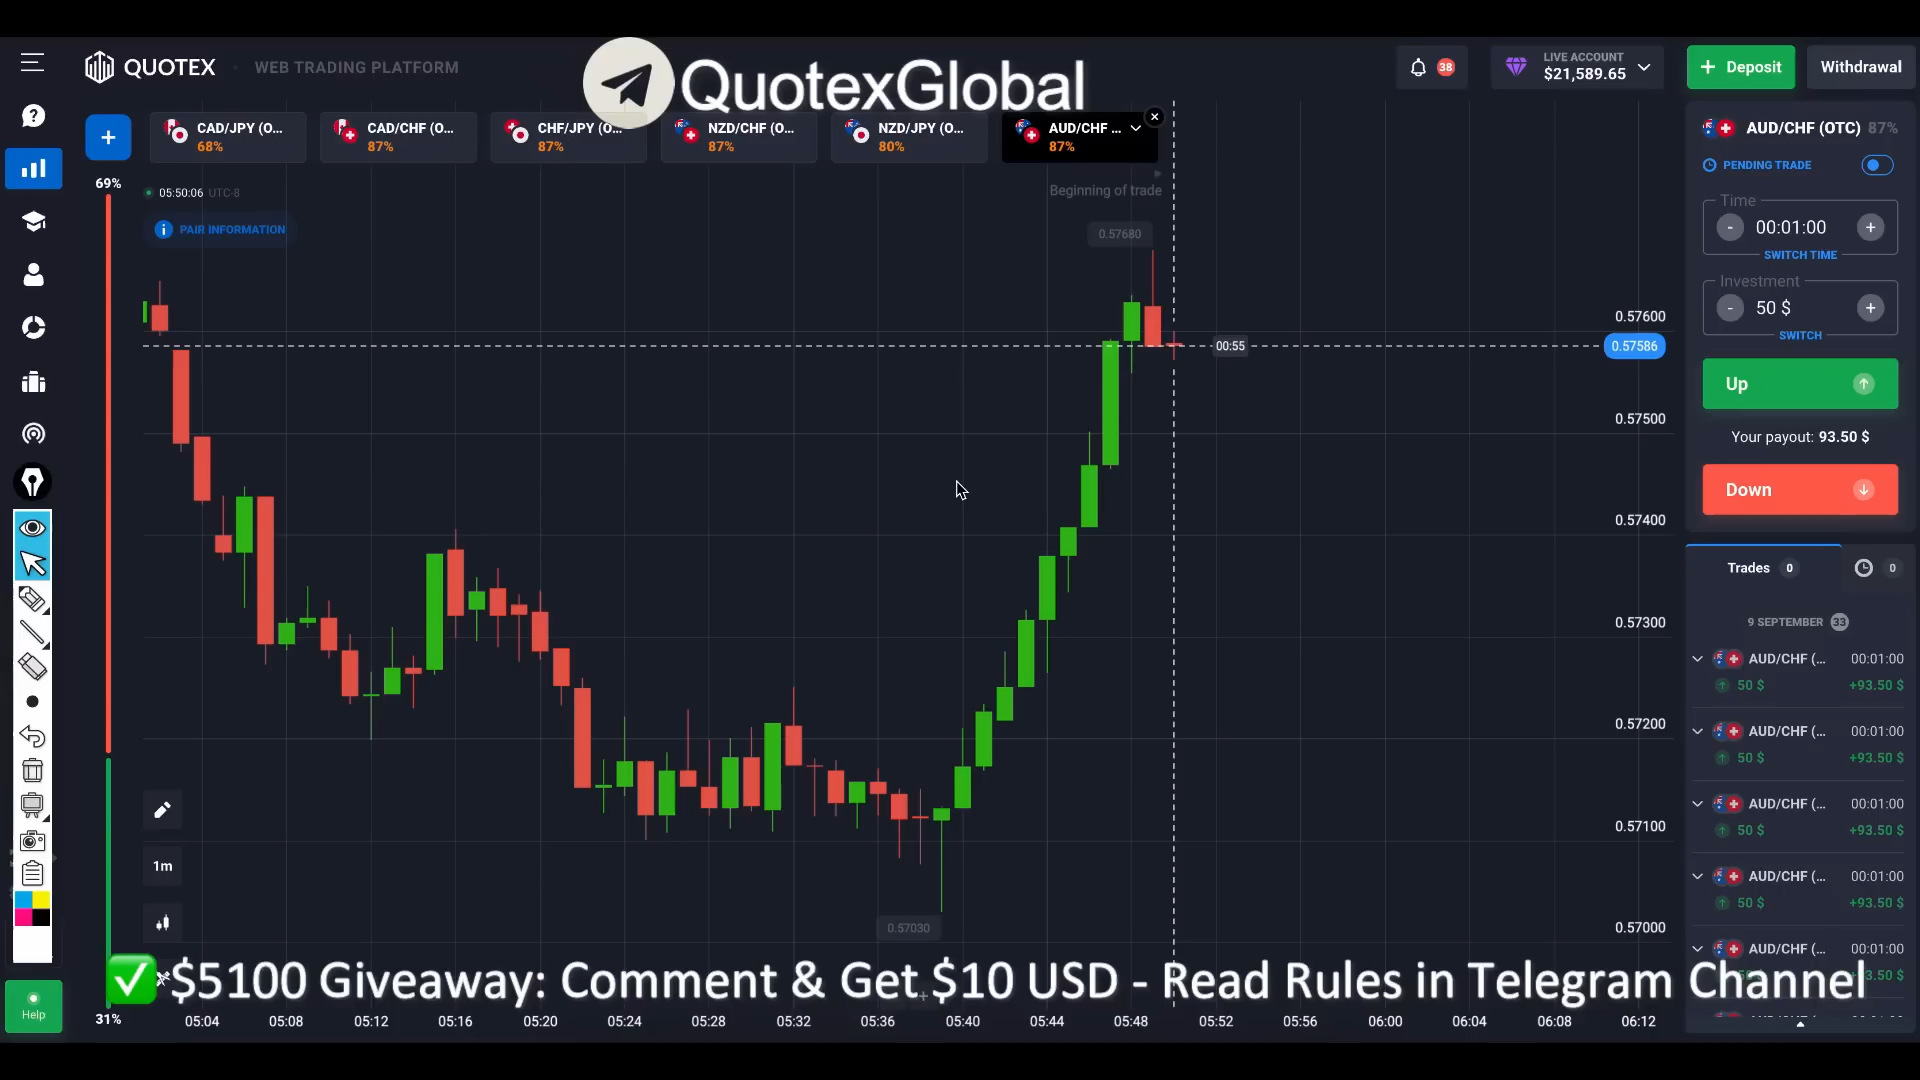 QUOTEX
WEB TRADING PLATFORM
QuotexGlobal
38
LIVE ACCOUNT
$21,589.65
+ Deposit
Withdrawal
+
CAD/JPY (O...
68%
CAD/CHF (O...
87%
CHF/JPY (O...
87%
NZD/CHF (O...
87%
NZD/JPY (O...
80%
AUD/CHF ...
87%
AUD/CHF (OTC) 87%
PENDING TRADE
Time
- 00:01:00 +
SWITCH TIME
Investment
- 50 $ +
SWITCH
Up
Your payout: 93.50 $
Down
Trades 0
0
9 SEPTEMBER 33
AUD/CHF (... 00:01:00
50 $ +93.50 $
AUD/CHF (... 00:01:00
50 $ +93.50 $
AUD/CHF (... 00:01:00
50 $ +93.50 $
AUD/CHF (... 00:01:00
50 $ +93.50 $
AUD/CHF (... 00:01:00
69%
05:50:06 UTC-8
PAIR INFORMATION
Beginning of trade
0.57680
0.57600
00:55
0.57586
0.57500
0.57400
0.57300
0.57200
0.57100
0.57000
0.57030
1m
$5100 Giveaway: Comment & Get $10 USD - Read Rules in Telegram Channel
Help
31%
05:04 05:08 05:12 05:16 05:20 05:24 05:28 05:32 05:36 05:40 05:44 05:48 05:52 05:56 06:00 06:04 06:08 06:12